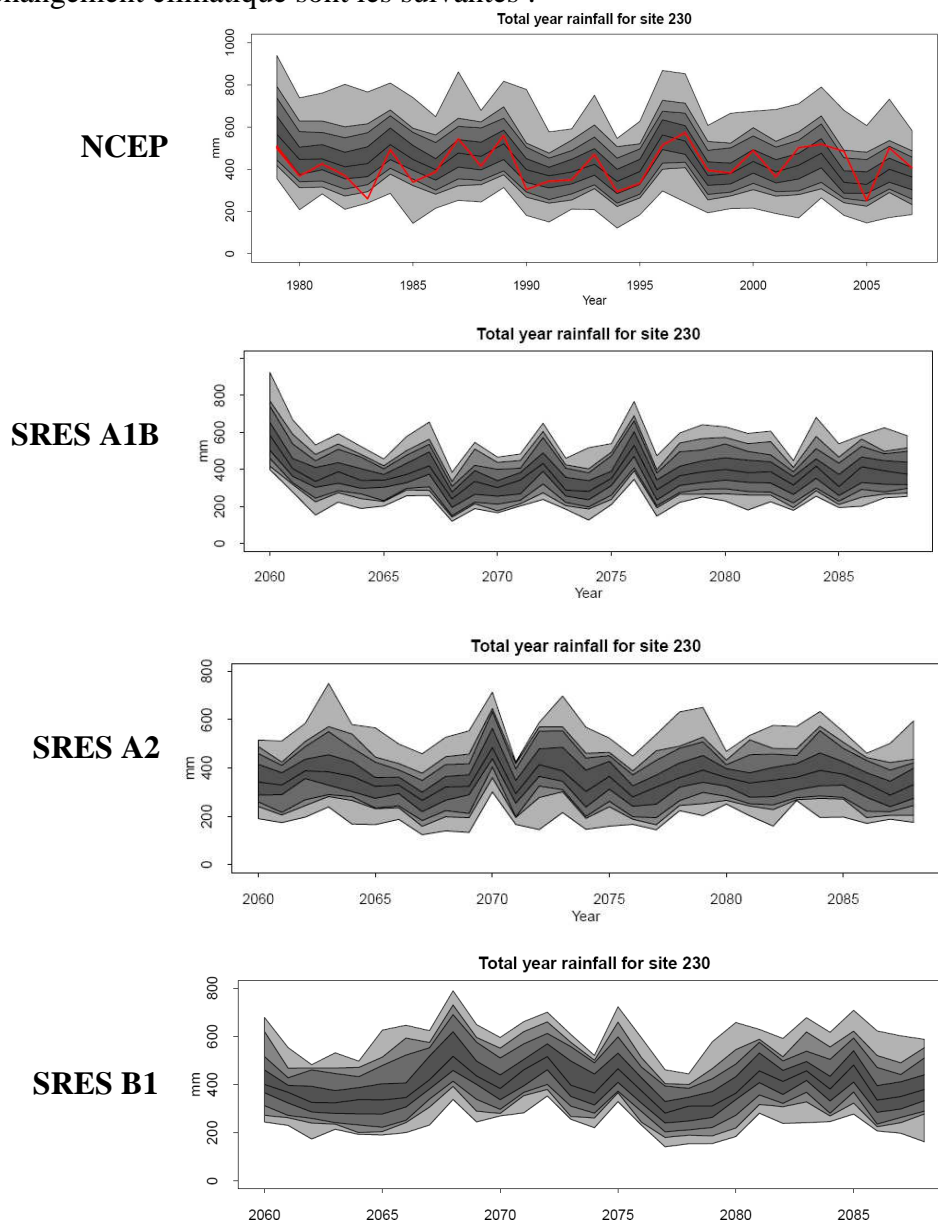 changement climatique sont les suivantes :
Total year rainfall for site 230
NCEP
mm
0 200 400 600 800 1000
1980 1985 1990 1995 2000 2005
Year
Total year rainfall for site 230
SRES A1B
mm
0 200 400 600 800
2060 2065 2070 2075 2080 2085
Year
Total year rainfall for site 230
SRES A2
mm
0 200 400 600 800
2060 2065 2070 2075 2080 2085
Year
Total year rainfall for site 230
SRES B1
mm
0 200 400 600 800
2060 2065 2070 2075 2080 2085